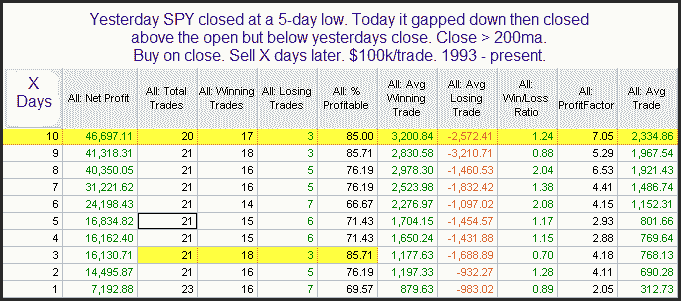 Yesterday SPY closed at a 5-day low. Today it gapped down then closed
above the open but below yesterdays close. Close > 200ma.
Buy on close. Sell X days later. $100k/trade. 1993 - present.
X Days All: Net Profit All: Total Trades All: Winning Trades All: Losing Trades All: % Profitable All: Avg Winning Trade All: Avg Losing Trade All: Win/Loss Ratio All: ProfitFactor All: Avg Trade
10 46,697.11 20 17 3 85.00 3,200.84 -2,572.41 1.24 7.05 2,334.86
9 41,318.31 21 18 3 85.71 2,830.58 -3,210.71 0.88 5.29 1,967.54
8 40,350.05 21 16 5 76.19 2,978.30 -1,460.53 2.04 6.53 1,921.43
7 31,221.62 21 16 5 76.19 2,523.98 -1,832.42 1.38 4.41 1,486.74
6 24,198.43 21 14 7 66.67 2,276.97 -1,097.02 2.08 4.15 1,152.31
5 16,834.82 21 15 6 71.43 1,704.15 -1,454.57 1.17 2.93 801.66
4 16,162.40 21 15 6 71.43 1,650.24 -1,431.88 1.15 2.88 769.64
3 16,130.71 21 18 3 85.71 1,177.63 -1,688.89 0.70 4.18 768.13
2 14,495.87 21 16 5 76.19 1,197.33 -932.27 1.28 4.11 690.28
1 7,192.88 23 16 7 69.57 879.63 -983.02 0.89 2.05 312.73